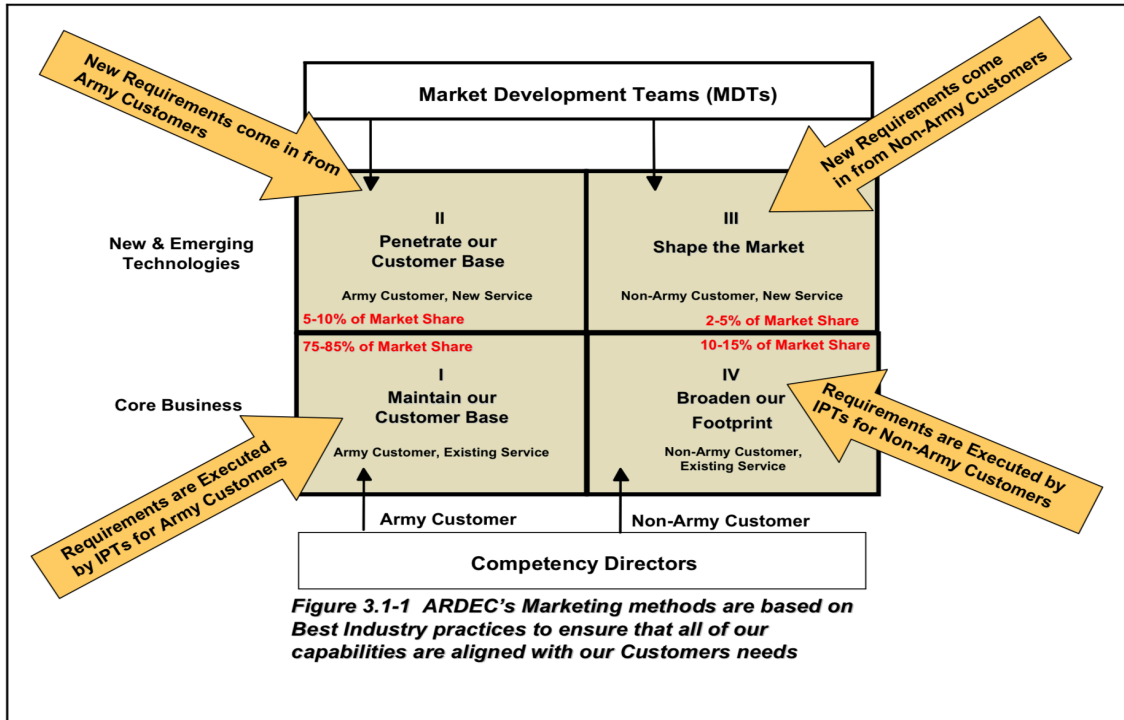 New Requirements come in from
Army Customers
Market Development Teams (MDTs)
New Requirements come
in from Non-Army Customers
New & Emerging
Technologies
II
Penetrate our
Customer Base
Army Customer, New Service
5-10% of Market Share
III
Shape the Market
Non-Army Customer, New Service
2-5% of Market Share
Core Business
75-85% of Market Share
I
Maintain our
Customer Base
Army Customer, Existing Service
10-15% of Market Share
IV
Broaden our
Footprint
Non-Army Customer,
Existing Service
Requirements are Executed
by IPTs for Army Customers
Requirements are Executed by
IPTs for Non-Army Customers
Army Customer
Non-Army Customer
Competency Directors
Figure 3.1-1 ARDEC's Marketing methods are based on
Best Industry practices to ensure that all of our
capabilities are aligned with our Customers needs